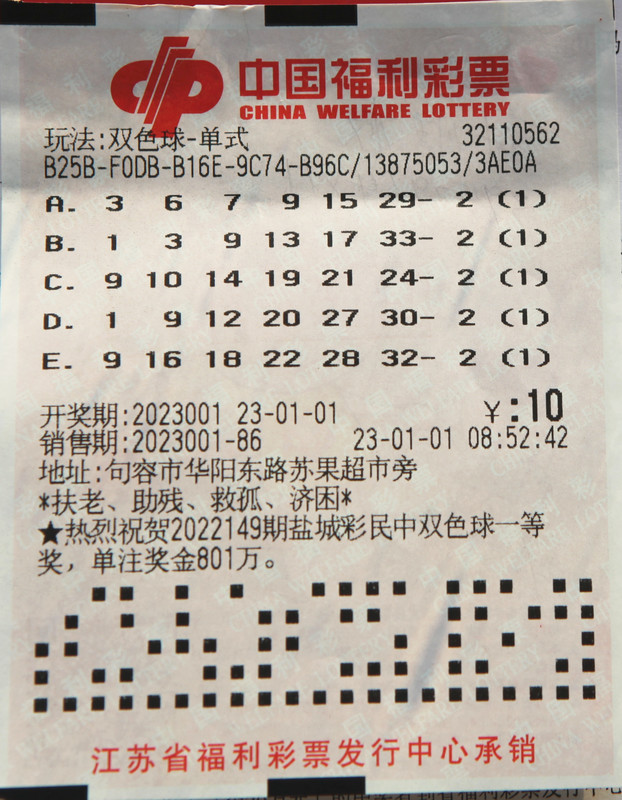 中国福利彩票
CHINA WELFARE LOTTERY
玩法:双色球-单式 32110562
B25B-F0DB-B16E-9C74-B96C/13875053/3AE0A
A. 3 6 7 9 15 29- 2 (1)
B. 1 3 9 13 17 33- 2 (1)
C. 9 10 14 19 21 24- 2 (1)
D. 1 9 12 20 27 30- 2 (1)
E. 9 16 18 22 28 32- 2 (1)
开奖期:2023001 23-01-01 ￥:10
销售期:2023001-86 23-01-01 08:52:42
地址:句容市华阳东路苏果超市旁
*扶老、助残、救孤、济困*
★热烈祝贺2022149期盐城彩民中双色球一等
奖，单注奖金801万。
江苏省福利彩票发行中心承销